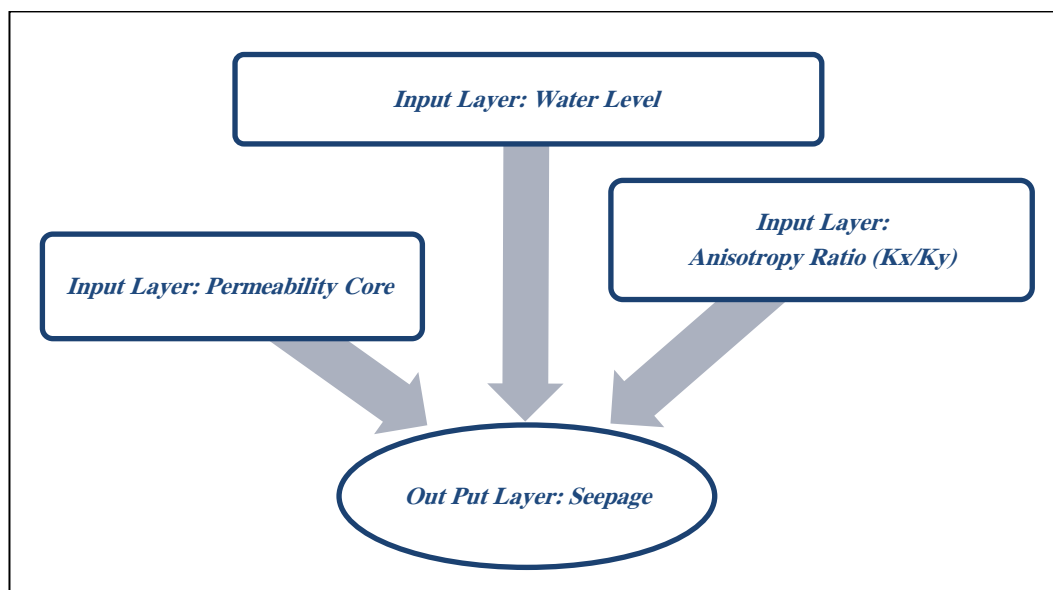 Input Layer: Water Level
Input Layer:
Anisotropy Ratio (Kx/Ky)
Input Layer: Permeability Core
Out Put Layer: Seepage